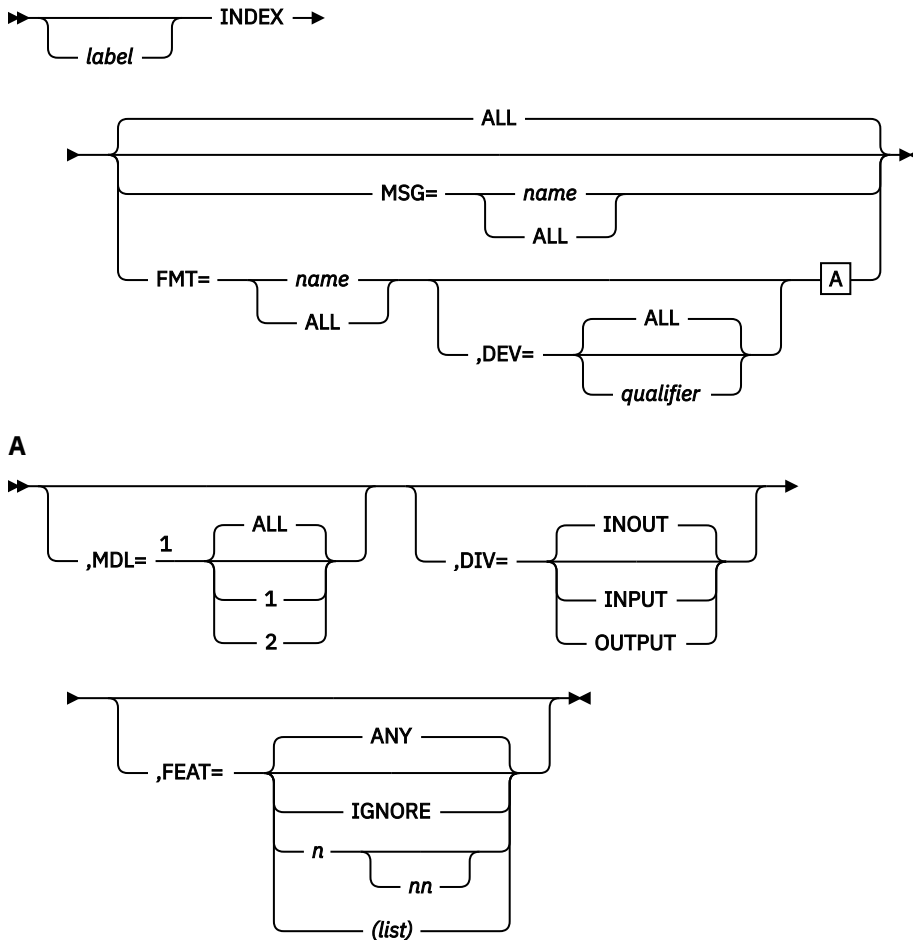 INDEX
label
ALL
MSG= name
ALL
FMT= name A
ALL
ALL
,DEV=
qualifier
A
ALL INOUT
,MDL= 1 ,DIV=
1 INPUT
2 OUTPUT
ANY
,FEAT=
IGNORE
n
nn
(list)